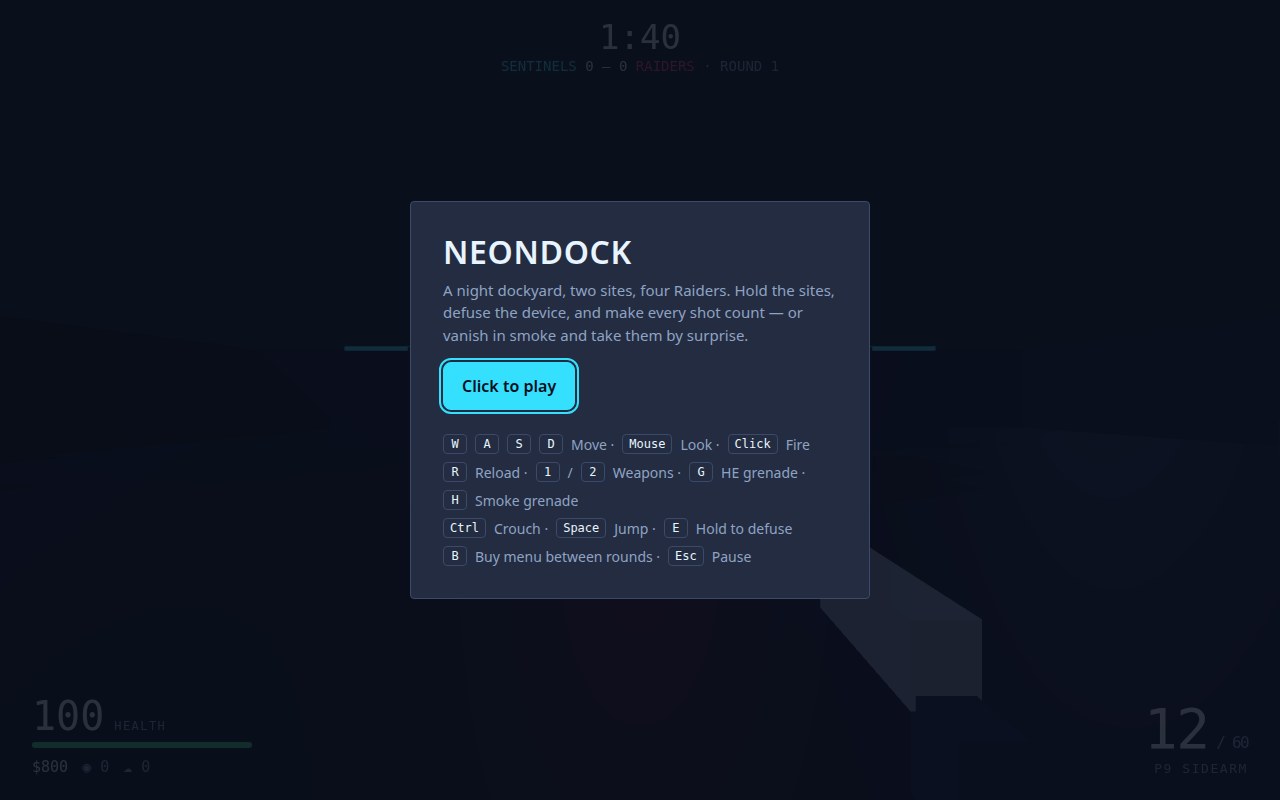 1:40
SENTINELS 0 — 0 RAIDERS · ROUND 1
NEONDOCK
A night dockyard, two sites, four Raiders. Hold the sites,
defuse the device, and make every shot count — or
vanish in smoke and take them by surprise.
Click to play
W A S D Move · Mouse Look · Click Fire
R Reload · 1 / 2 Weapons · G HE grenade ·
H Smoke grenade
Ctrl Crouch · Space Jump · E Hold to defuse
B Buy menu between rounds · Esc Pause
100 HEALTH
$800 ◉ 0 ☁ 0
12 / 60
P9 SIDEARM